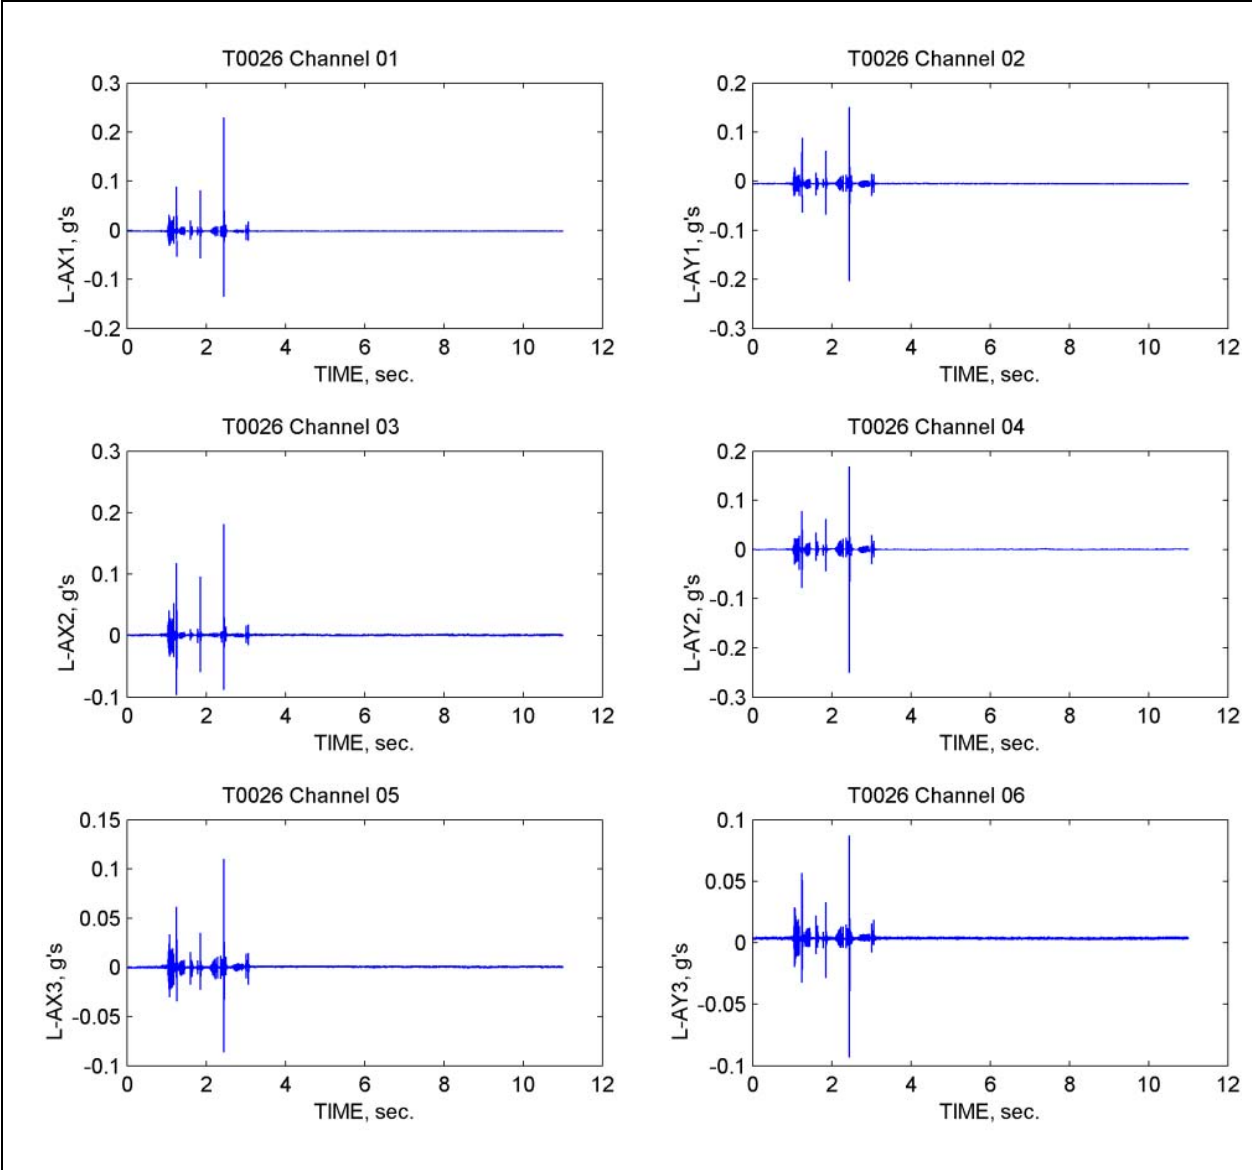 T0026 Channel 01
0.3
0.2
0.1
0
-0.1
-0.2
L-AX1, g's
0 2 4 6 8 10 12
TIME, sec.
T0026 Channel 02
0.2
0.1
0
-0.1
-0.2
-0.3
L-AY1, g's
0 2 4 6 8 10 12
TIME, sec.
T0026 Channel 03
0.3
0.2
0.1
0
-0.1
L-AX2, g's
0 2 4 6 8 10 12
TIME, sec.
T0026 Channel 04
0.2
0.1
0
-0.1
-0.2
-0.3
L-AY2, g's
0 2 4 6 8 10 12
TIME, sec.
T0026 Channel 05
0.15
0.1
0.05
0
-0.05
-0.1
L-AX3, g's
0 2 4 6 8 10 12
TIME, sec.
T0026 Channel 06
0.1
0.05
0
-0.05
-0.1
L-AY3, g's
0 2 4 6 8 10 12
TIME, sec.